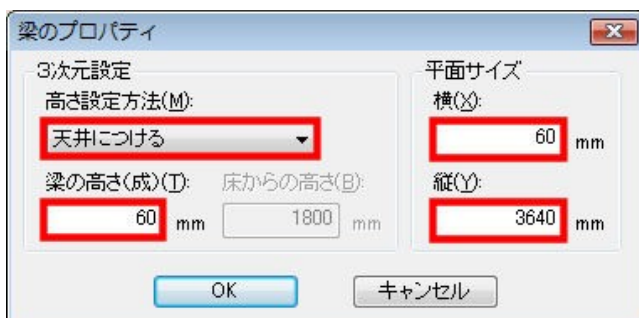 梁のプロパティ
3次元設定
高さ設定方法(M):
天井につける
梁の高さ(成)(T):
60 mm
床からの高さ(B):
1800 mm
平面サイズ
横(X):
60 mm
縦(Y):
3640 mm
OK
キャンセル